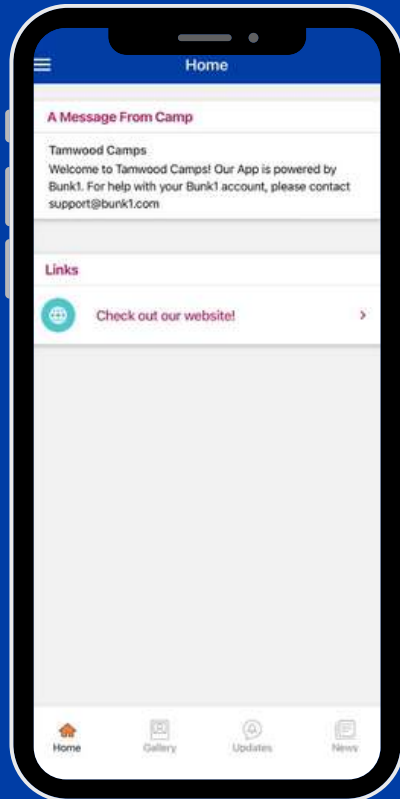 Home
A Message From Camp
Tamwood Camps
Welcome to Tamwood Camps! Our App is powered by
Bunk1. For help with your Bunk1 account, please contact
support@bunk1.com
Links
Check out our website!
Home Gallery Updates News